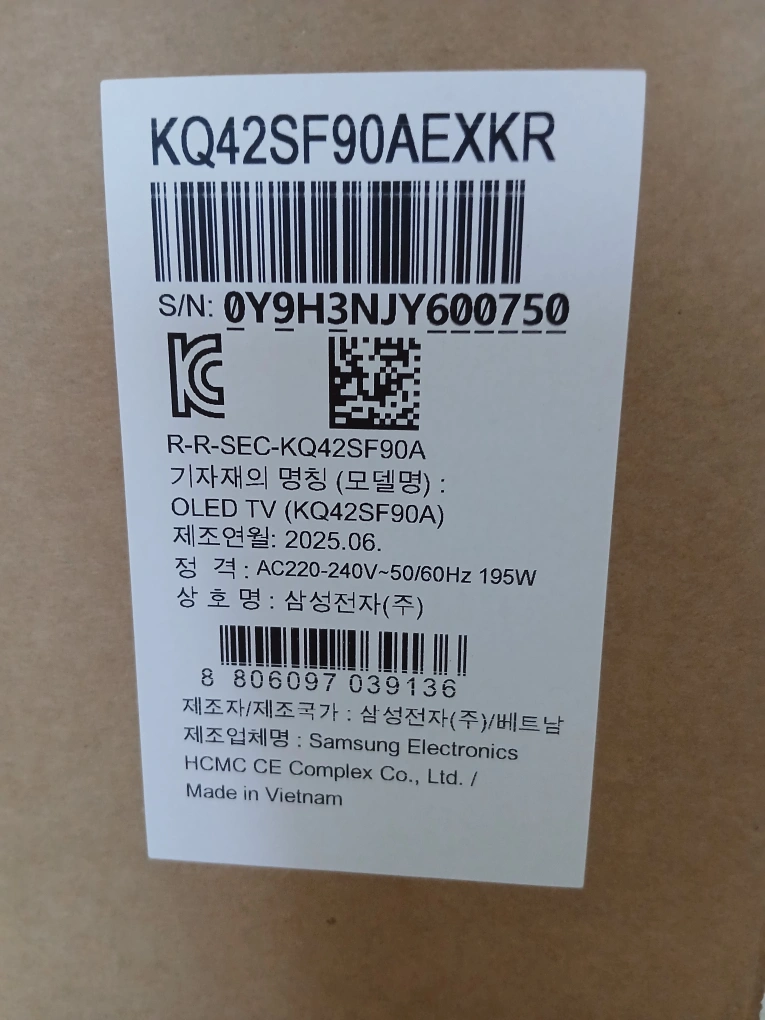 KQ42SF90AEXKR
S/N: 0Y9H3NJY600750
R-R-SEC-KQ42SF90A
기자재의 명칭 (모델명) :
OLED TV (KQ42SF90A)
제조연월: 2025.06.
정 격 : AC220-240V~50/60Hz 195W
상 호 명 : 삼성전자(주)
8 806097 039136
제조자/제조국가 : 삼성전자(주)/베트남
제조업체명 : Samsung Electronics
HCMC CE Complex Co., Ltd. /
Made in Vietnam